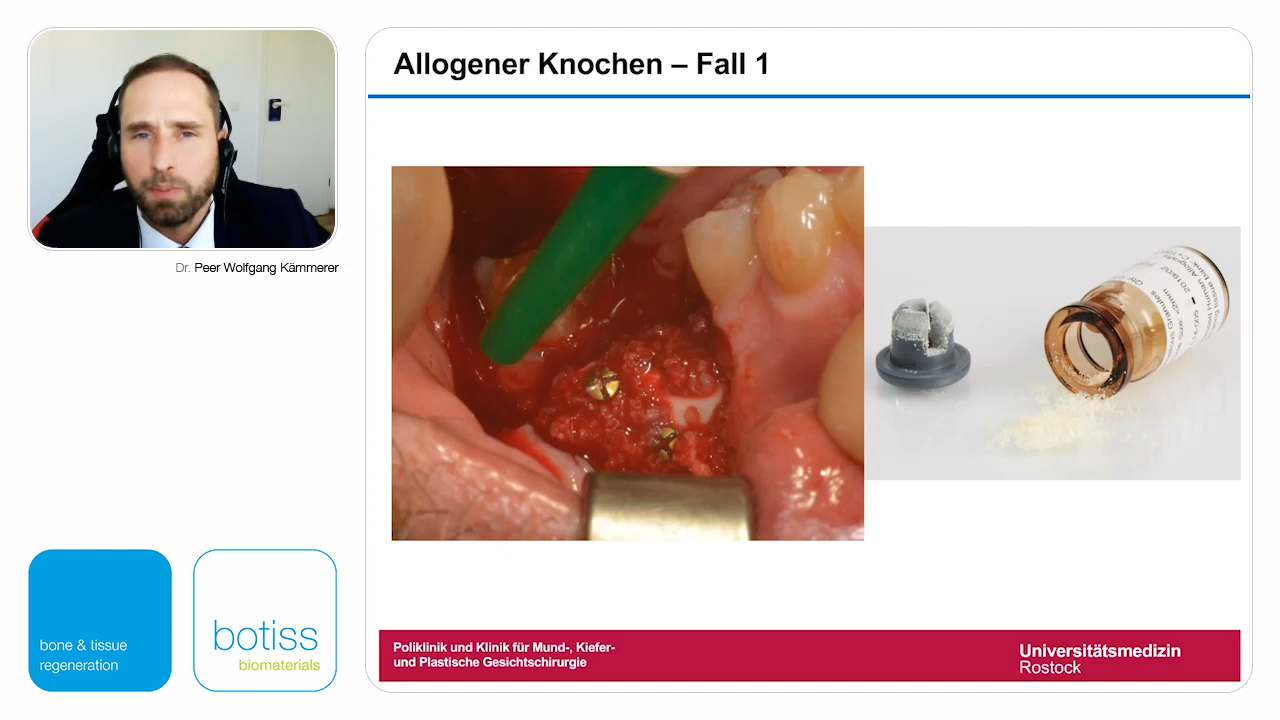 Allogener Knochen – Fall 1
Dr. Peer Wolfgang Kämmerer
bone & tissue
regeneration
botiss
biomaterials
Poliklinik und Klinik für Mund-, Kiefer-
und Plastische Gesichtschirurgie
Universitätsmedizin
Rostock